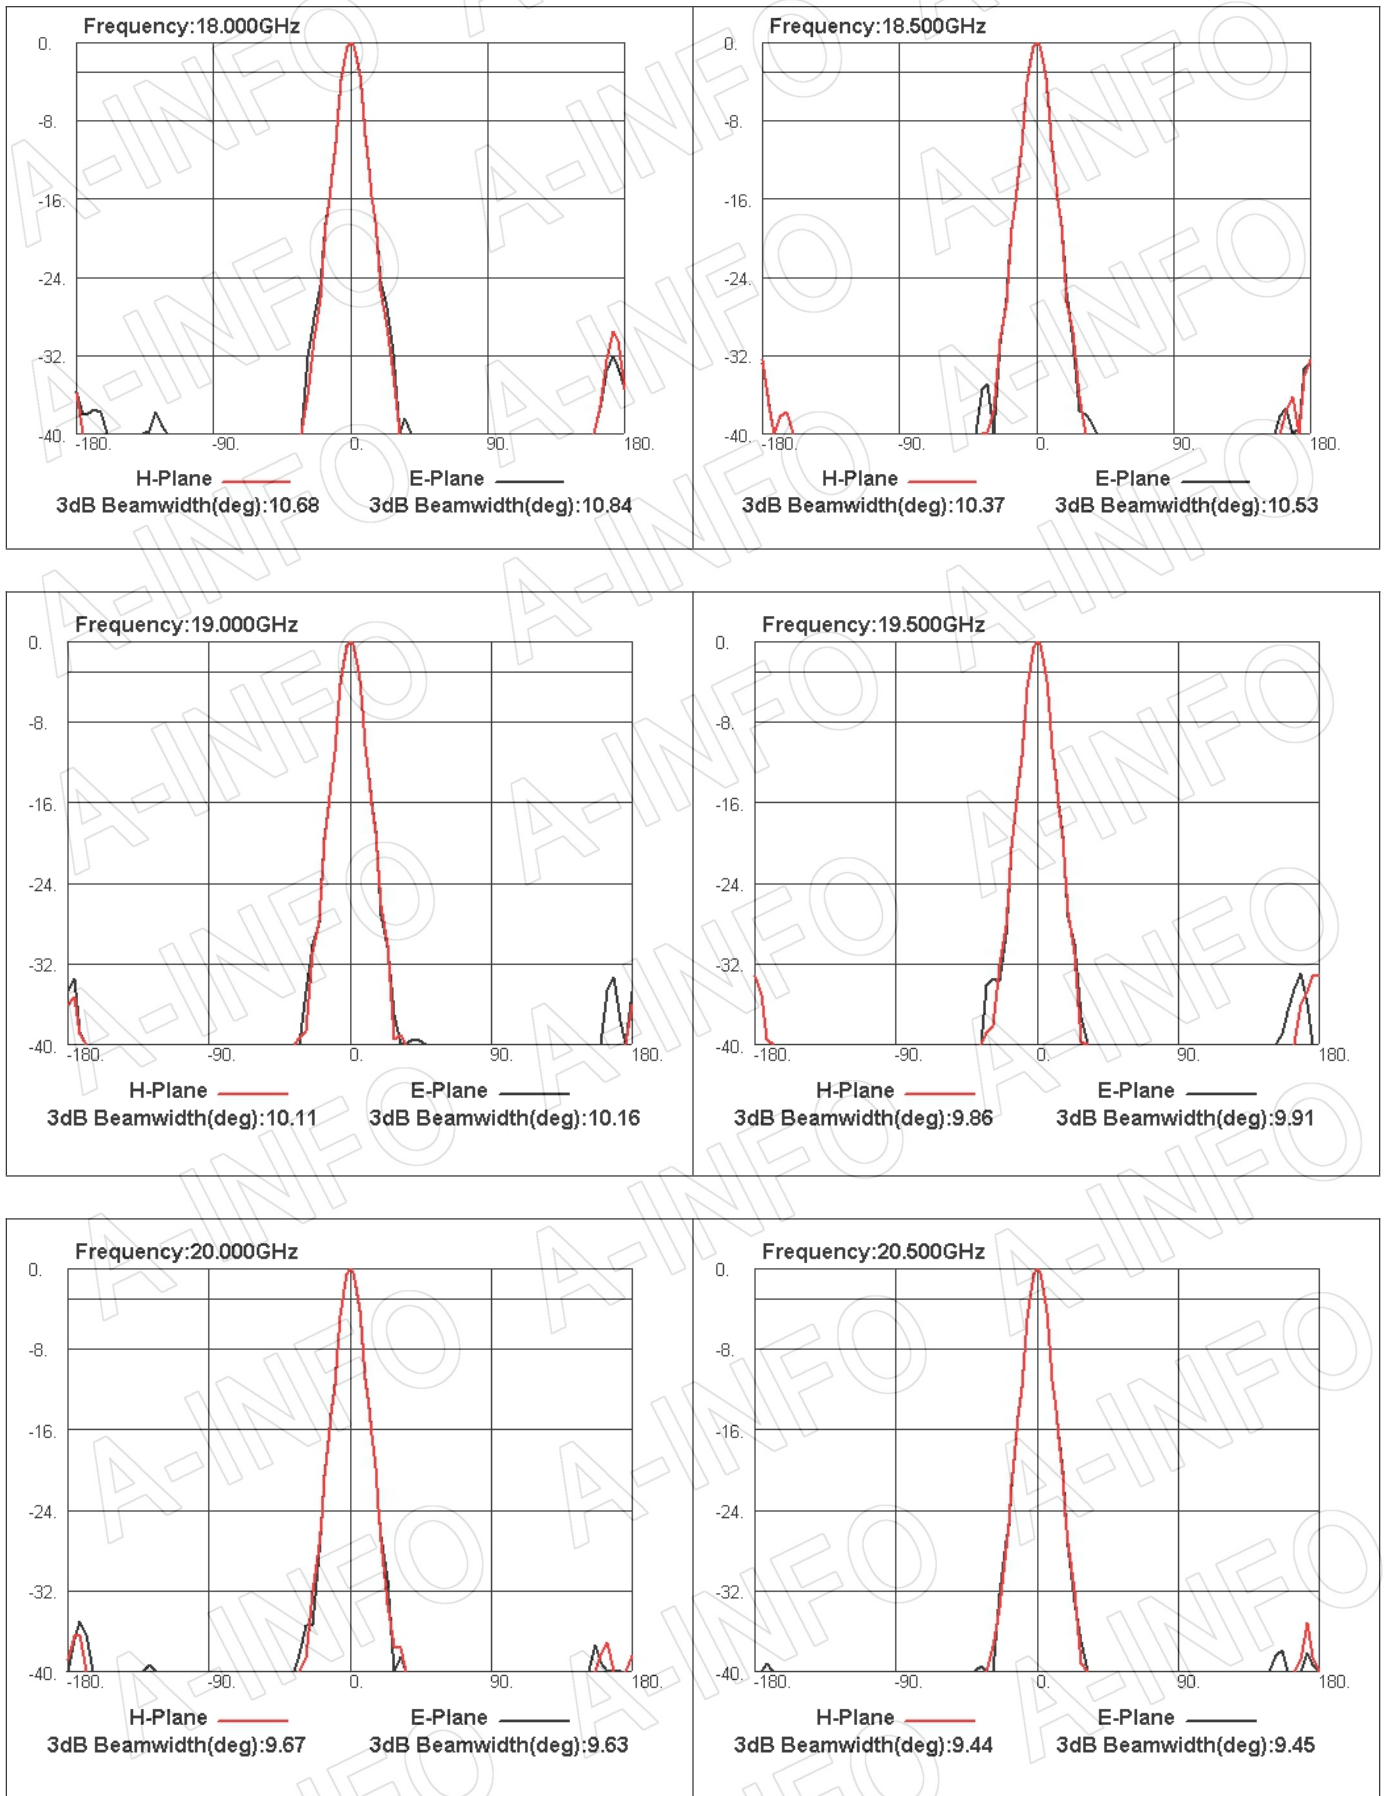 Frequency:18.000GHz
0.
-8.
-16.
-24.
-32.
-40.
-180.
-90.
0.
90.
180.
H-Plane
E-Plane
3dB Beamwidth(deg):10.68
3dB Beamwidth(deg):10.84
Frequency:18.500GHz
0.
-8.
-16.
-24.
-32.
-40.
-180.
-90.
0.
90.
180.
H-Plane
E-Plane
3dB Beamwidth(deg):10.37
3dB Beamwidth(deg):10.53
Frequency:19.000GHz
0.
-8.
-16.
-24.
-32.
-40.
-180.
-90.
0.
90.
180.
H-Plane
E-Plane
3dB Beamwidth(deg):10.11
3dB Beamwidth(deg):10.16
Frequency:19.500GHz
0.
-8.
-16.
-24.
-32.
-40.
-180.
-90.
0.
90.
180.
H-Plane
E-Plane
3dB Beamwidth(deg):9.86
3dB Beamwidth(deg):9.91
Frequency:20.000GHz
0.
-8.
-16.
-24.
-32.
-40.
-180.
-90.
0.
90.
180.
H-Plane
E-Plane
3dB Beamwidth(deg):9.67
3dB Beamwidth(deg):9.63
Frequency:20.500GHz
0.
-8.
-16.
-24.
-32.
-40.
-180.
-90.
0.
90.
180.
H-Plane
E-Plane
3dB Beamwidth(deg):9.44
3dB Beamwidth(deg):9.45
A-INFO